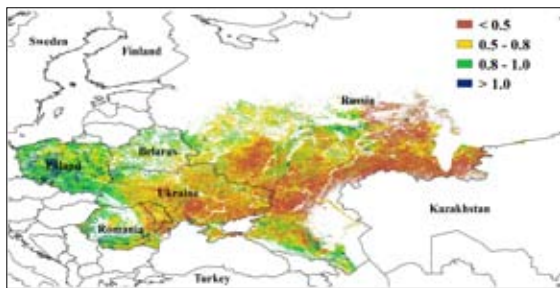 < 0.5
0.5 - 0.8
0.8 - 1.0
> 1.0
Sweden
Finland
Russia
Belarus
Poland
Ukraine
Kazakhstan
Romania
Turkey